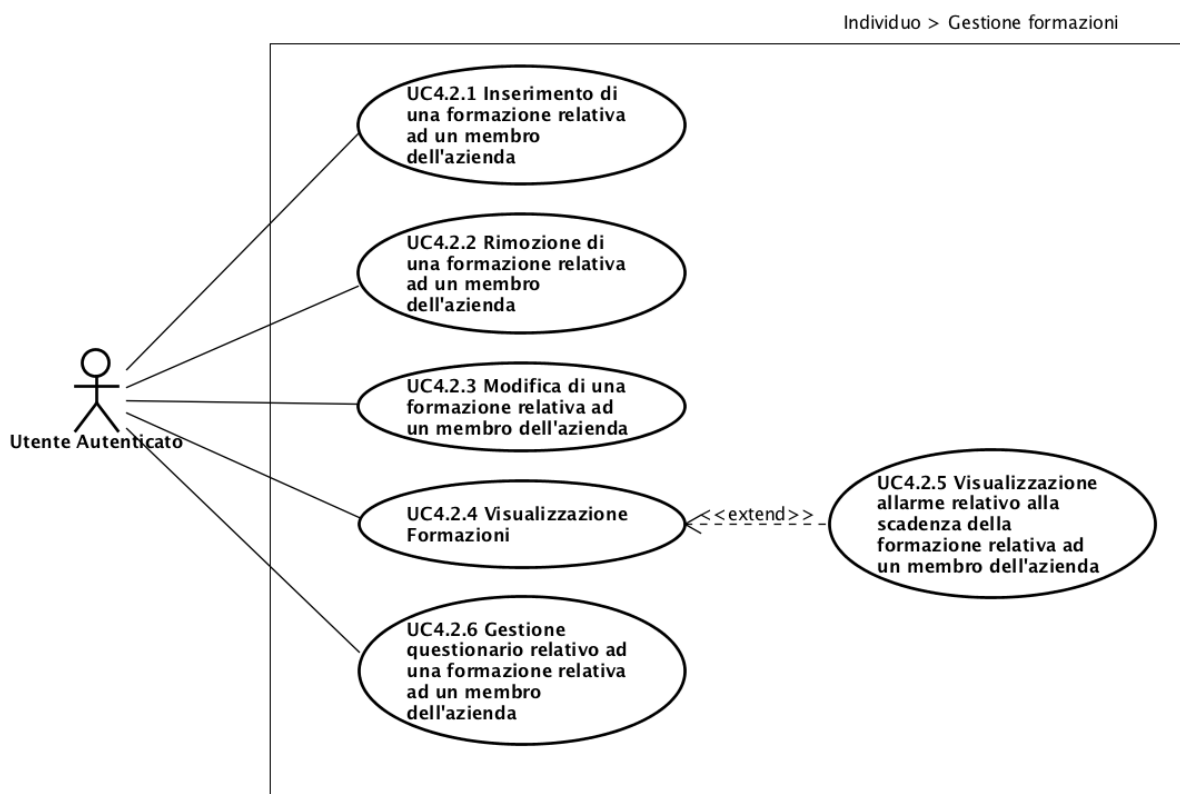 Individuo > Gestione formazioni
UC4.2.1 Inserimento di
una formazione relativa
ad un membro
dell'azienda
UC4.2.2 Rimozione di
una formazione relativa
ad un membro
dell'azienda
UC4.2.3 Modifica di una
formazione relativa ad
un membro dell'azienda
Utente Autenticato
UC4.2.4 Visualizzazione
Formazioni
<<extend>>
UC4.2.5 Visualizzazione
allarme relativo alla
scadenza della
formazione relativa ad
un membro dell'azienda
UC4.2.6 Gestione
questionario relativo ad
una formazione relativa
ad un membro
dell'azienda